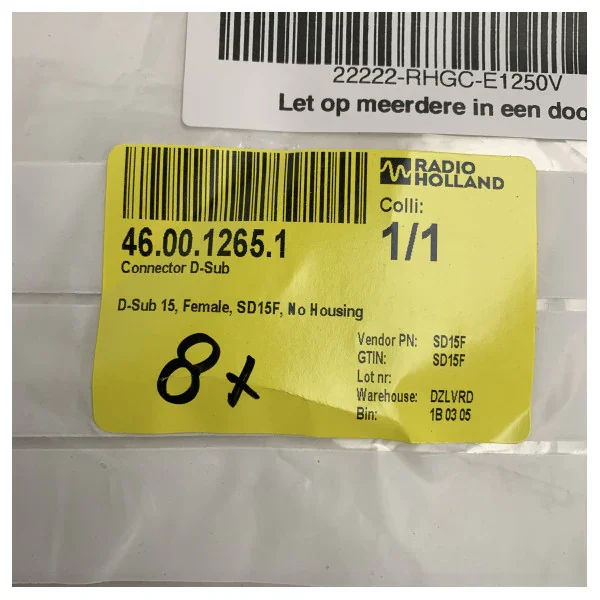 22222-RHGC-E1250V
Let op meerdere in een doo
RADIO
HOLLAND
Colli:
46.00.1265.1
1/1
Connector D-Sub
D-Sub 15, Female, SD15F, No Housing
8x
Vendor PN: SD15F
GTIN: SD15F
Lot nr:
Warehouse: DZLVRD
Bin: 1B 03 05